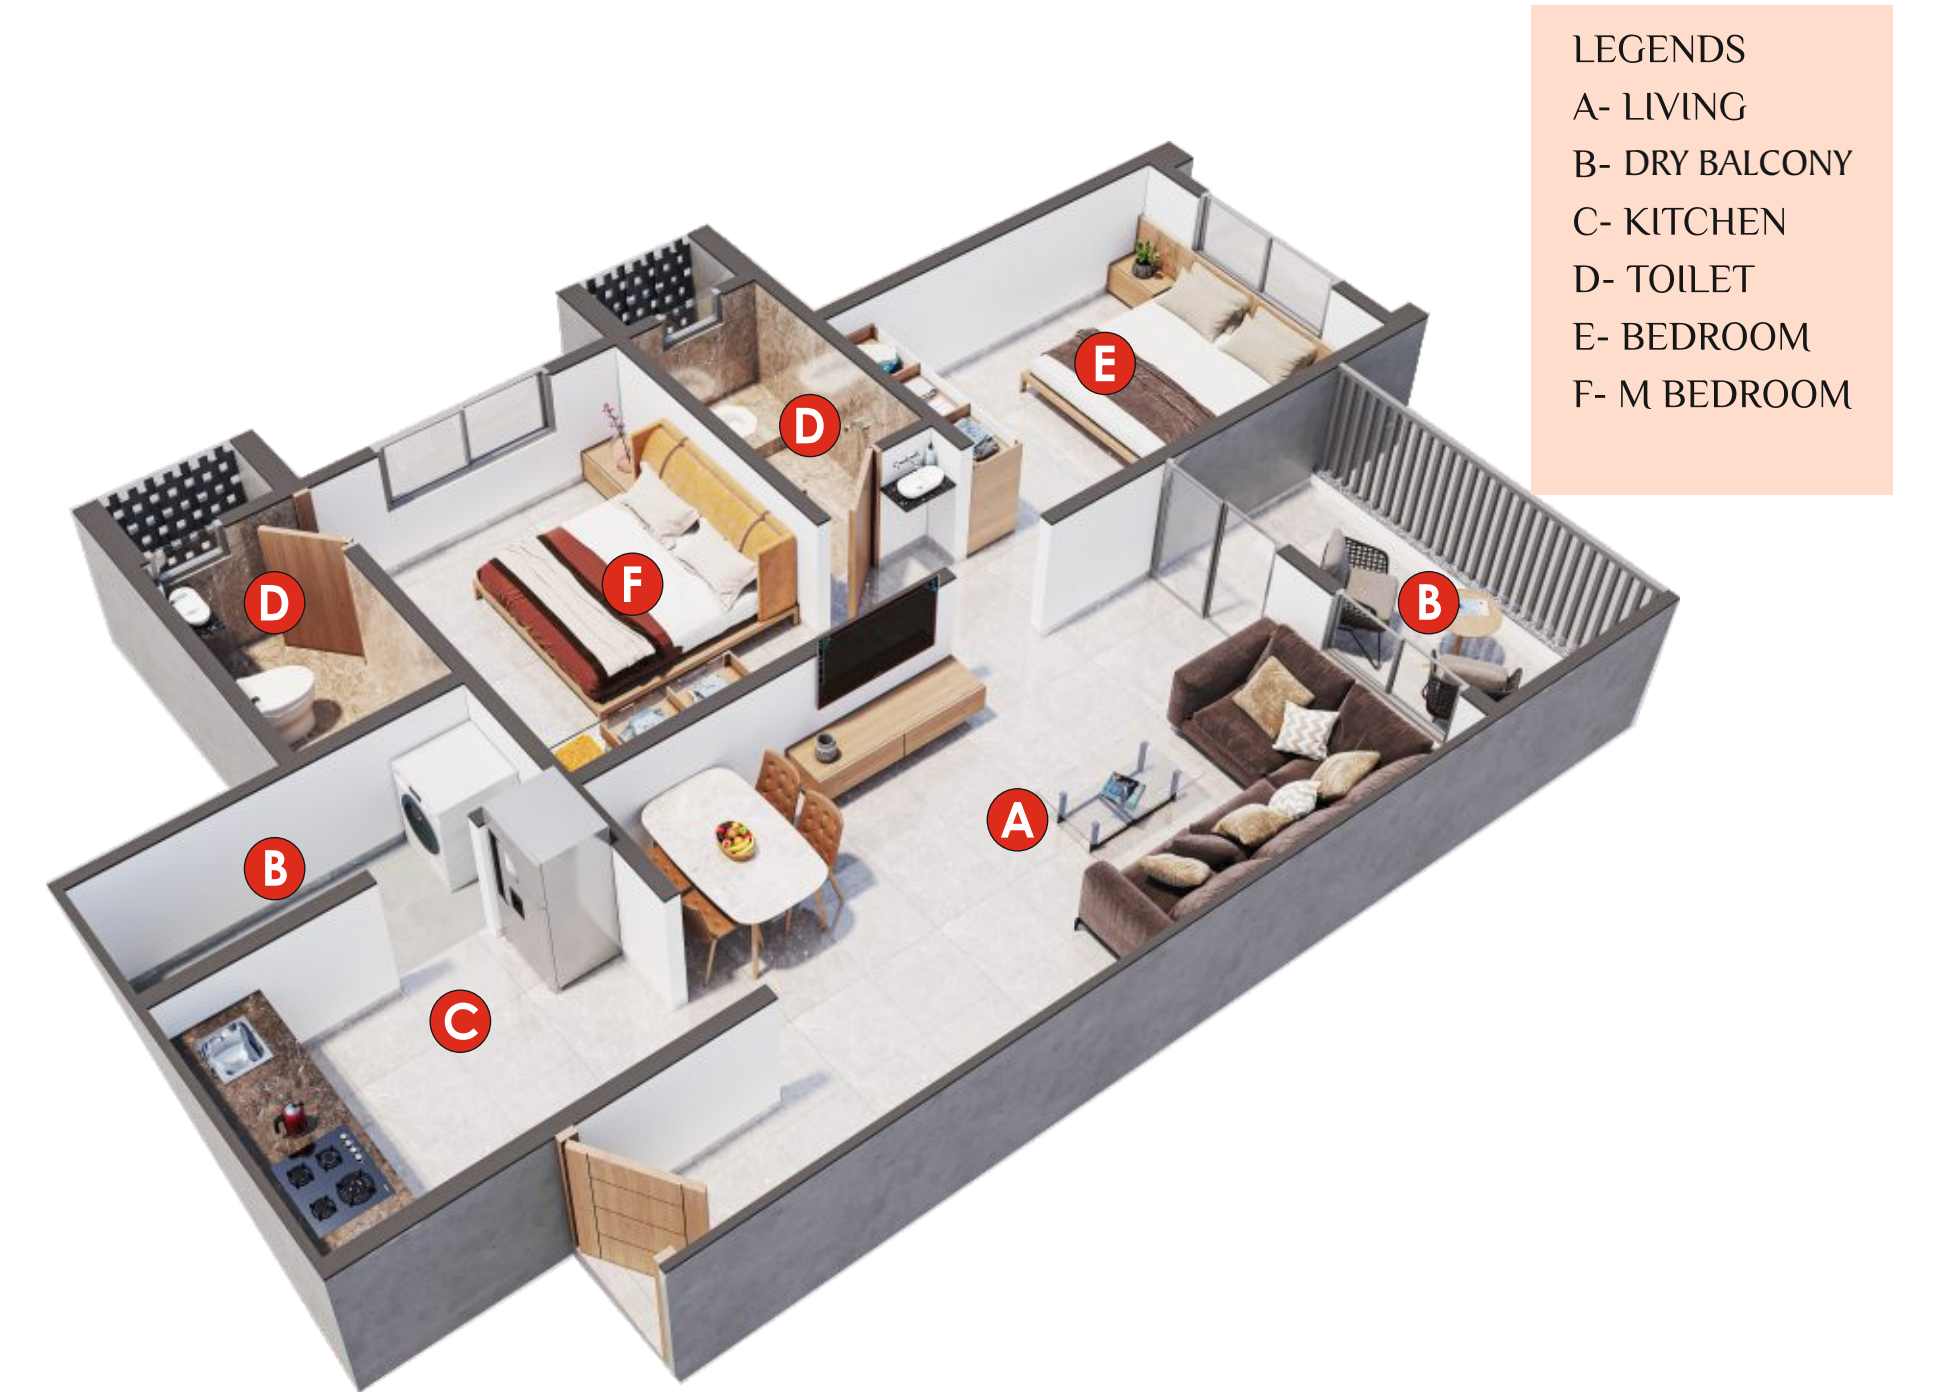 LEGENDS
A- LIVING
B- DRY BALCONY
C- KITCHEN
D- TOILET
E- BEDROOM
F- M BEDROOM
E
D
F
D
B
A
B
C